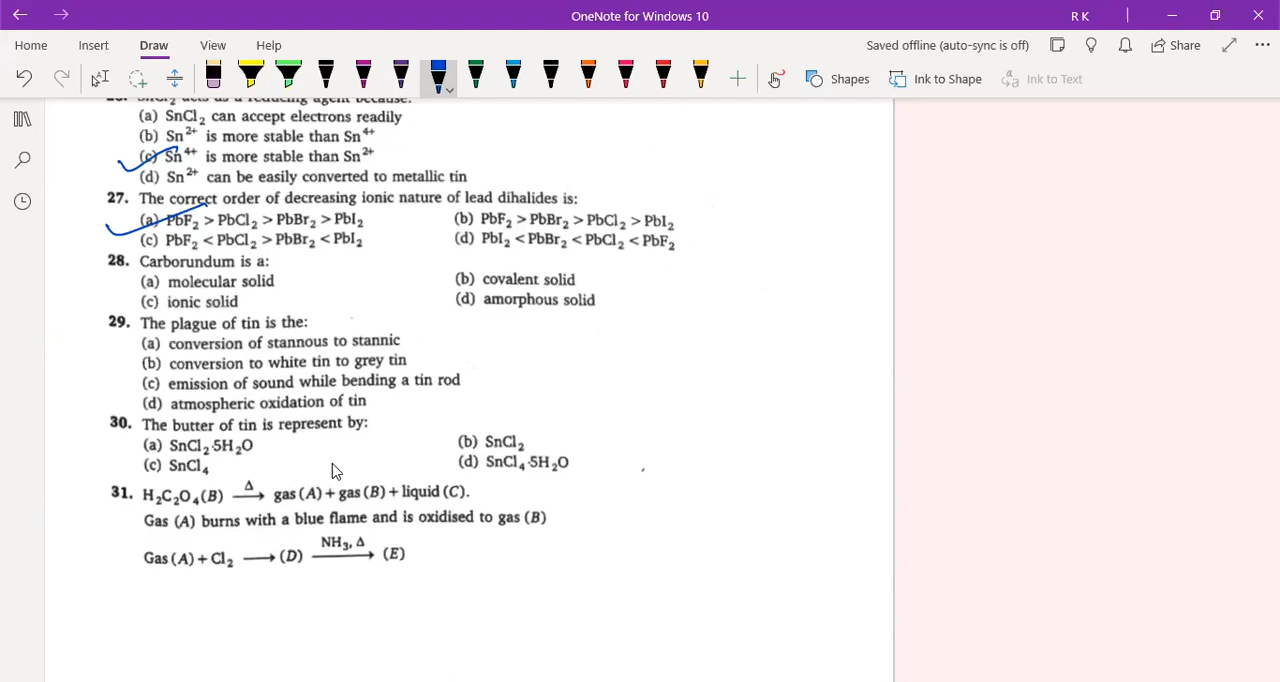 OneNote for Windows 10
R K
Home Insert Draw View Help
Saved offline (auto-sync is off) Share
Shapes Ink to Shape Ink to Text
SnCl₂ acts as a reducing agent because:
(a) SnCl₂ can accept electrons readily
(b) Sn²⁺ is more stable than Sn⁴⁺
(c) Sn⁴⁺ is more stable than Sn²⁺
(d) Sn²⁺ can be easily converted to metallic tin
27. The correct order of decreasing ionic nature of lead dihalides is:
(a) PbF₂ > PbCl₂ > PbBr₂ > PbI₂ (b) PbF₂ > PbBr₂ > PbCl₂ > PbI₂
(c) PbF₂ < PbCl₂ > PbBr₂ < PbI₂ (d) PbI₂ < PbBr₂ < PbCl₂ < PbF₂
28. Carborundum is a:
(a) molecular solid (b) covalent solid
(c) ionic solid (d) amorphous solid
29. The plague of tin is the:
(a) conversion of stannous to stannic
(b) conversion to white tin to grey tin
(c) emission of sound while bending a tin rod
(d) atmospheric oxidation of tin
30. The butter of tin is represent by:
(a) SnCl₂·5H₂O (b) SnCl₂
(c) SnCl₄ (d) SnCl₄·5H₂O
31. H₂C₂O₄(B) Δ⟶ gas (A) + gas (B) + liquid (C).
Gas (A) burns with a blue flame and is oxidised to gas (B)
Gas (A) + Cl₂ ⟶ (D) NH₃, Δ⟶ (E)